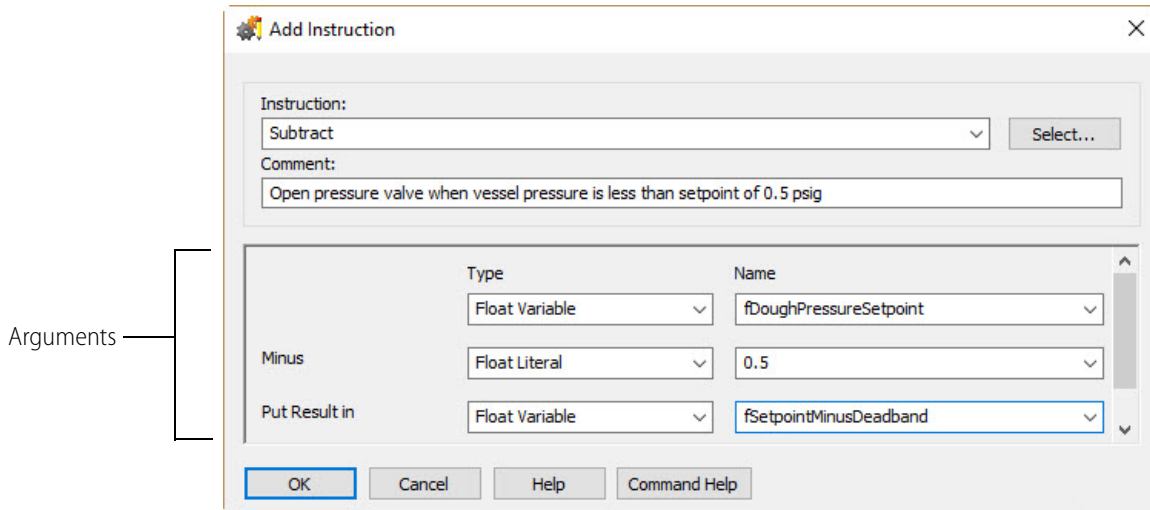 Add Instruction
Instruction:
Subtract
Select...
Comment:
Open pressure valve when vessel pressure is less than setpoint of 0.5 psig
Arguments
Type Name
Float Variable fDoughPressureSetpoint
Minus Float Literal 0.5
Put Result in Float Variable fSetpointMinusDeadband
OK Cancel Help Command Help